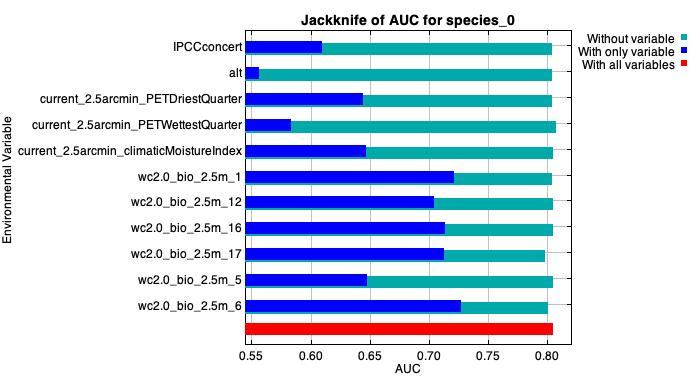 Jackknife of AUC for species_0
Without variable
With only variable
With all variables
Environmental Variable
IPCCconcert
alt
current_2.5arcmin_PETDriestQuarter
current_2.5arcmin_PETWettestQuarter
current_2.5arcmin_climaticMoistureIndex
wc2.0_bio_2.5m_1
wc2.0_bio_2.5m_12
wc2.0_bio_2.5m_16
wc2.0_bio_2.5m_17
wc2.0_bio_2.5m_5
wc2.0_bio_2.5m_6
0.55 0.60 0.65 0.70 0.75 0.80
AUC